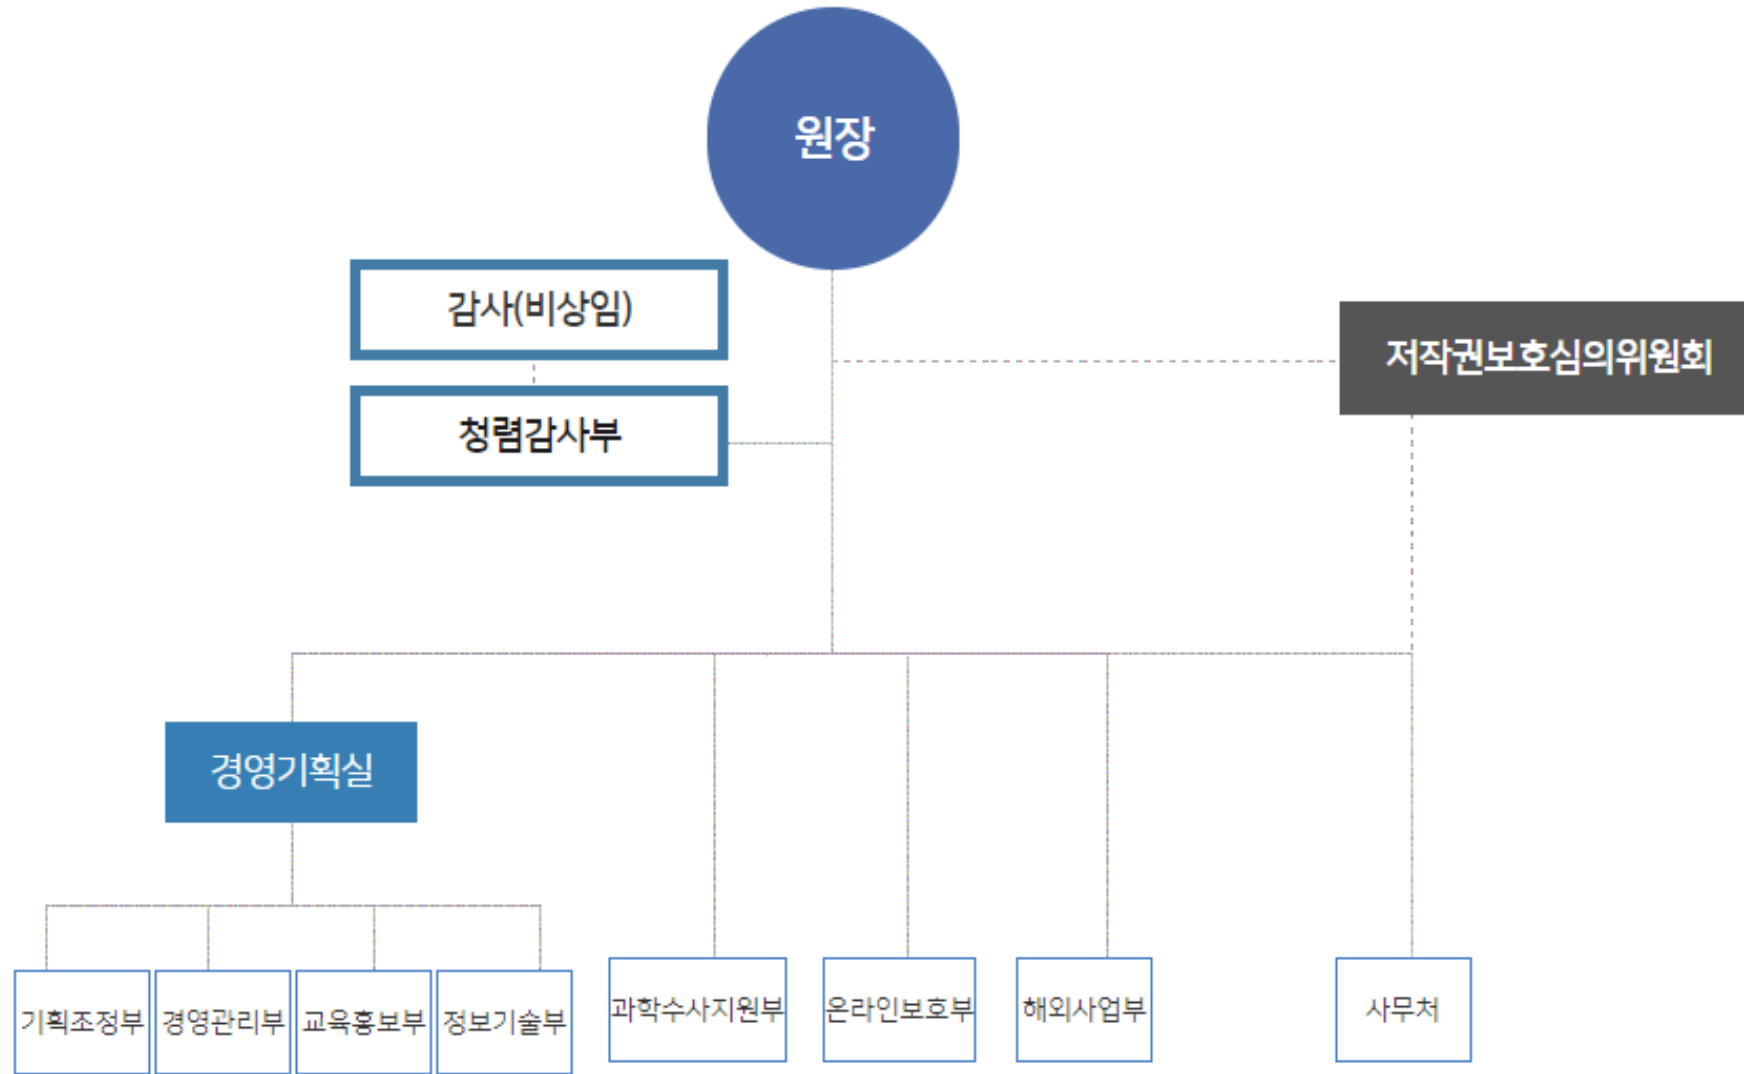 원장
감사(비상임)
저작권보호심의위원회
청렴감사부
경영기획실
기획조정부
경영관리부
교육홍보부
정보기술부
과학수사지원부
온라인보호부
해외사업부
사무처